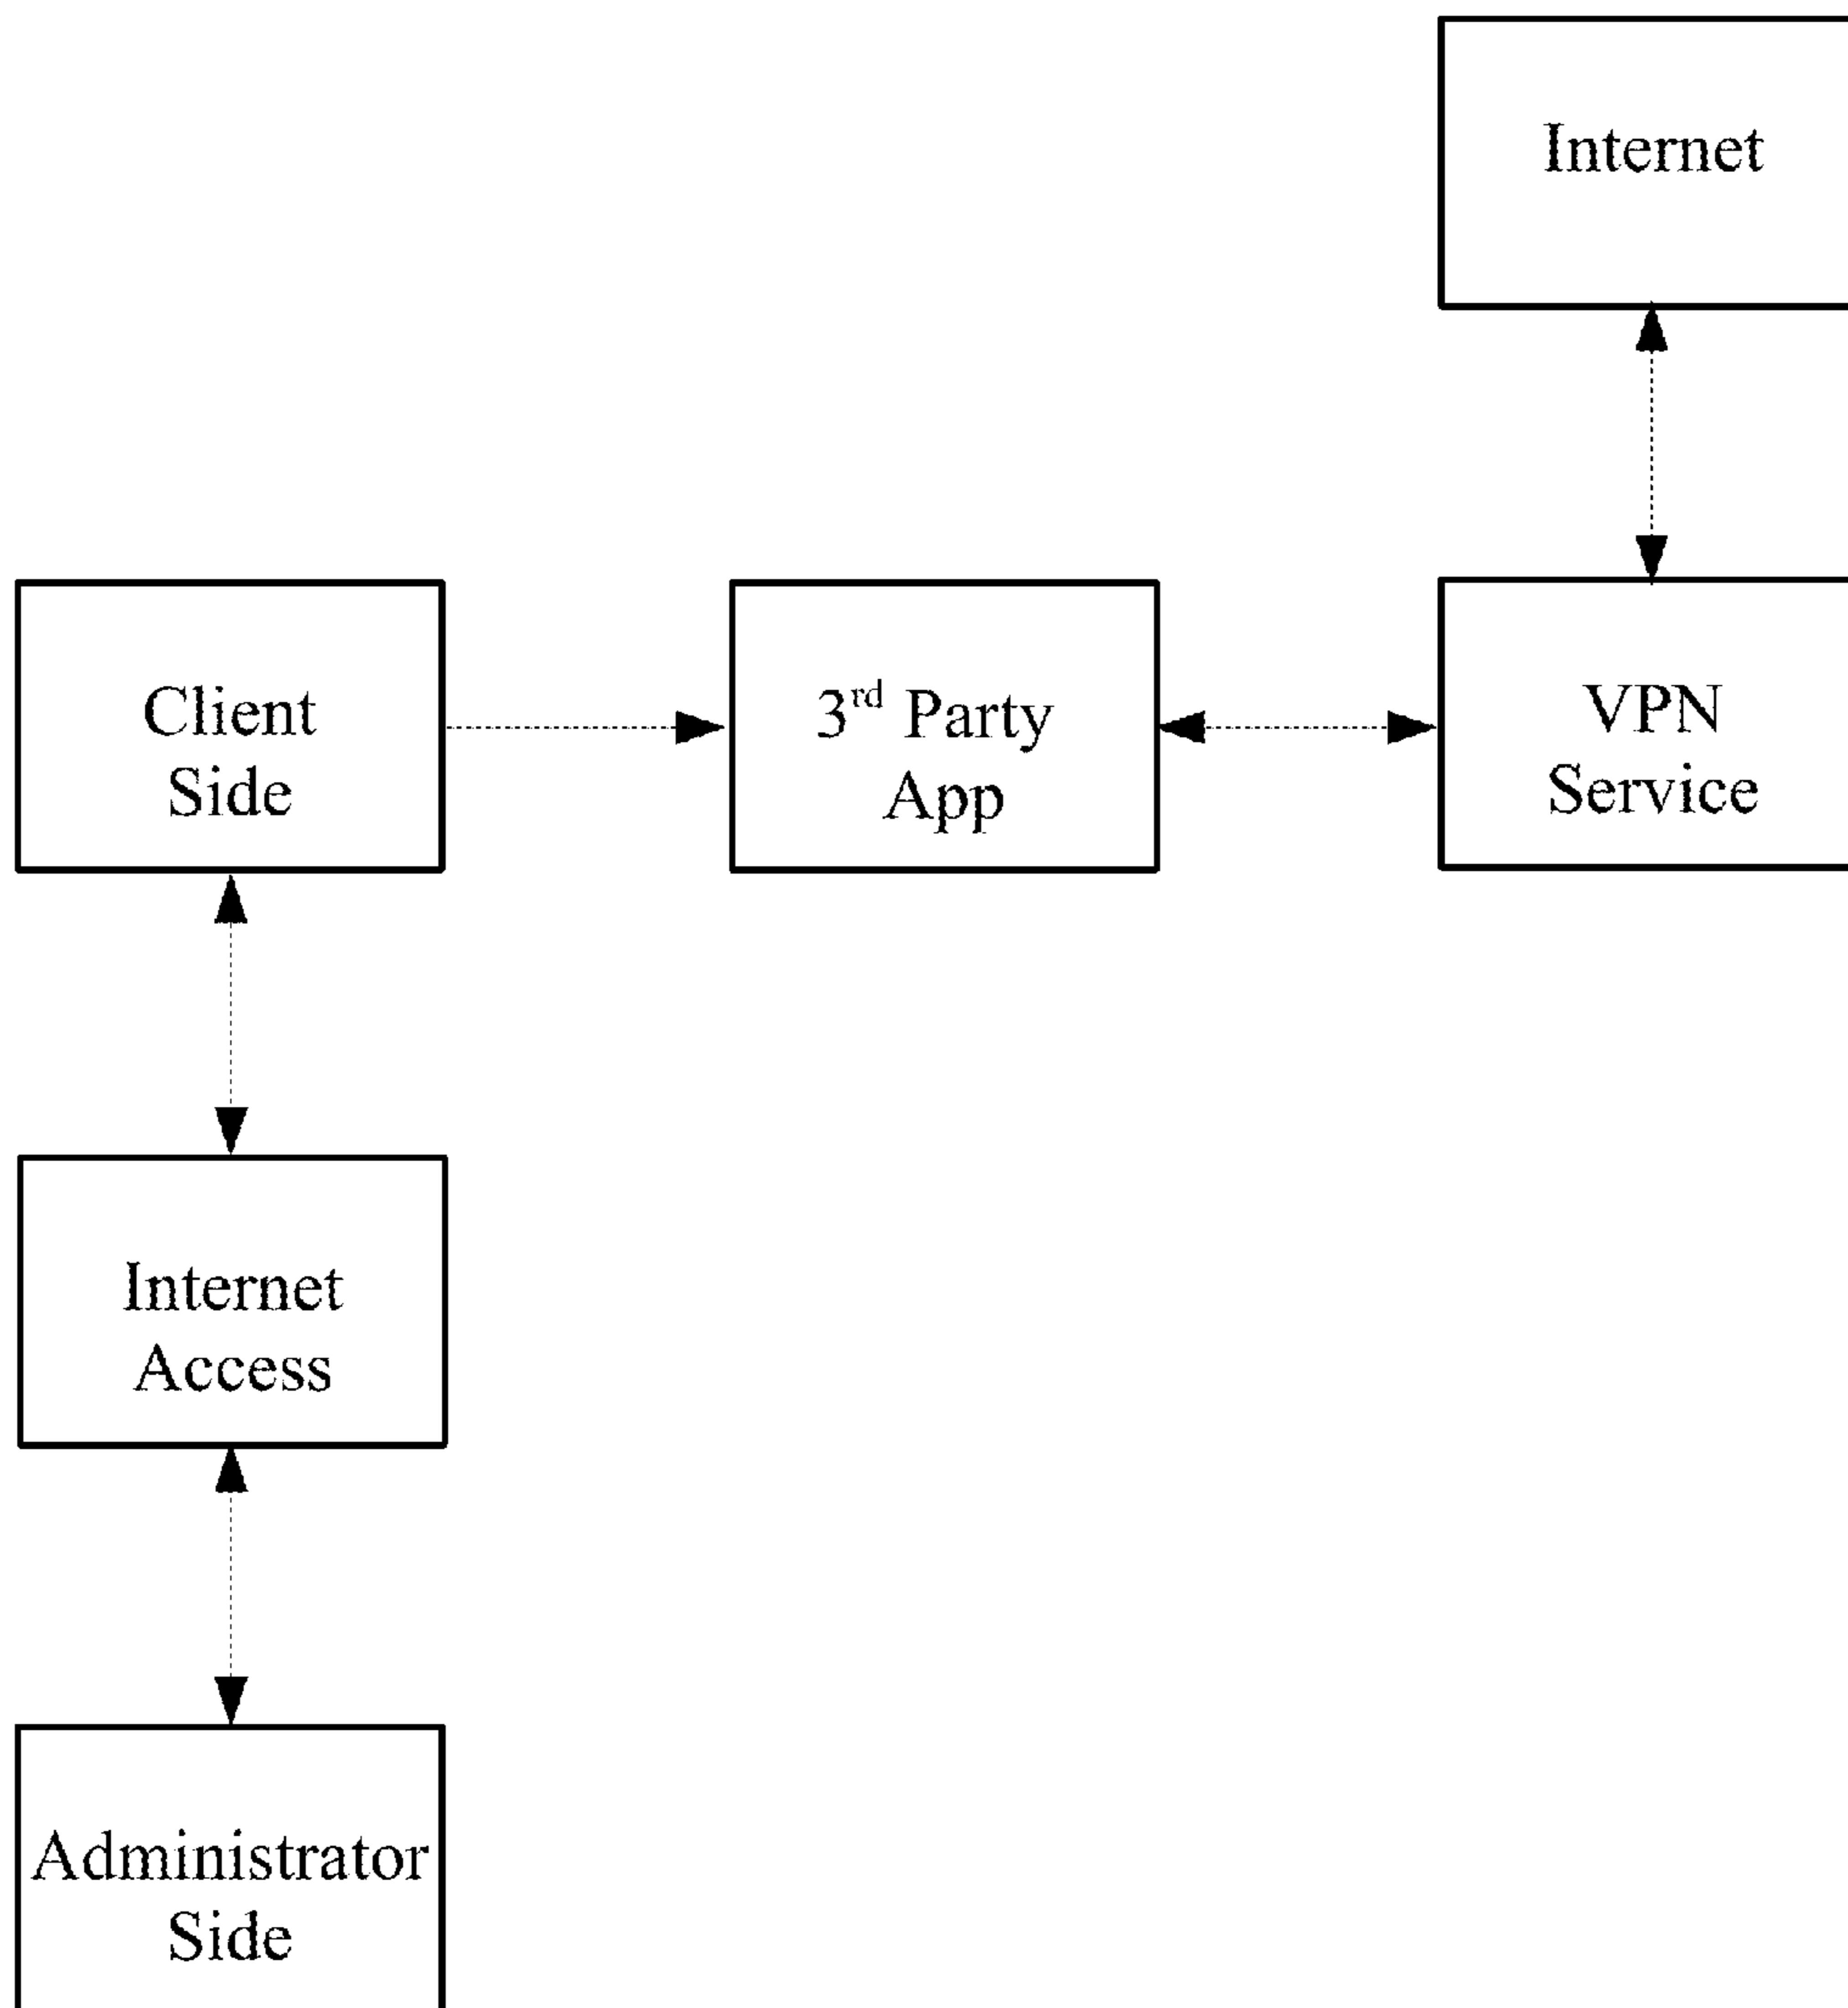 Internet
Client
Side
3rd Party
App
VPN
Service
Internet
Access
Administrator
Side